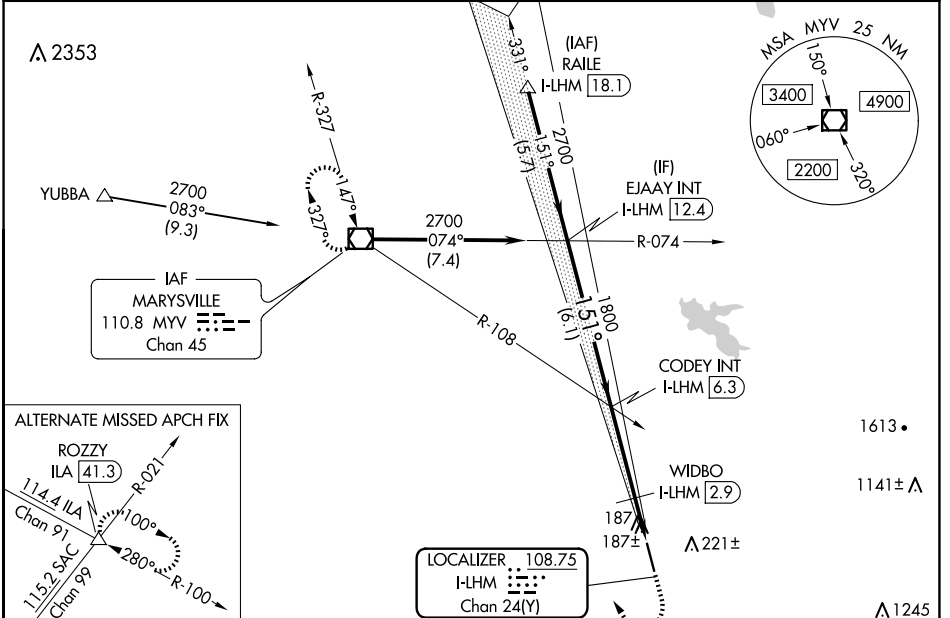 2353
331°
(IAF)
RAILE
I-LHM 18.1
MSA MYV 25 NM
150°
3400
4900
060°
2200
320°
R-327
2700
151°
(5.7)
(IF)
EJAAY INT
I-LHM 12.4
YUBBA
2700
083°
(9.3)
147°
327°
2700
074°
(7.4)
R-074
IAF
MARYSVILLE
110.8 MYV
Chan 45
R-108
1800
151°
(6.1)
CODEY INT
I-LHM 6.3
1613
1141±
WIDBO
I-LHM 2.9
187
187±
221±
ALTERNATE MISSED APCH FIX
ROZZY
ILA 41.3
R-021
114.4 ILA
Chan 91
100°
280°
R-100
115.2 SAC
Chan 99
LOCALIZER 108.75
I-LHM
Chan 24(Y)
1245